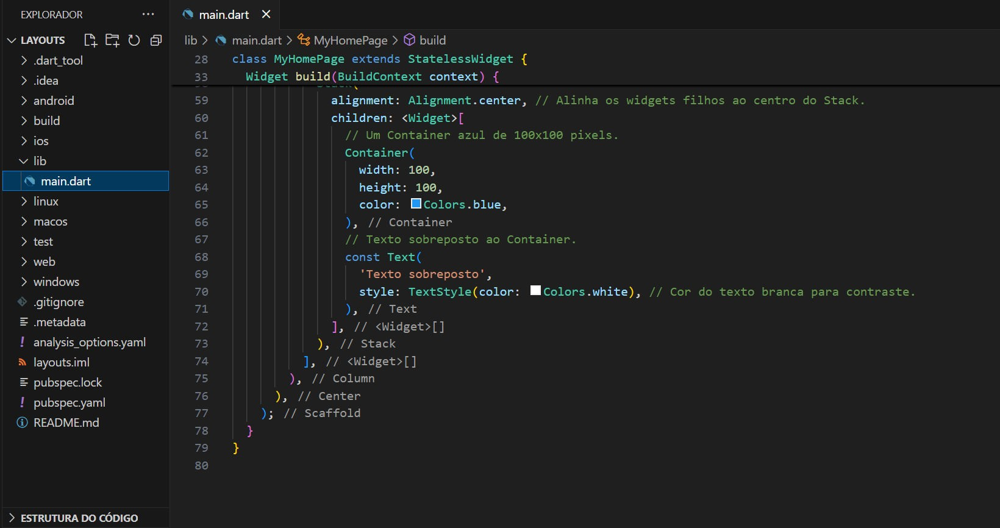 EXPLORADOR
LAYOUTS
.dart_tool
.idea
android
build
ios
lib
main.dart
linux
macos
test
web
windows
.gitignore
.metadata
analysis_options.yaml
layouts.iml
pubspec.lock
pubspec.yaml
README.md
ESTRUTURA DO CÓDIGO
main.dart
lib > main.dart > MyHomePage > build
28 class MyHomePage extends StatelessWidget {
33 Widget build(BuildContext context) {
59 alignment: Alignment.center, // Alinha os widgets filhos ao centro do Stack.
60 children: <Widget>[
61 // Um Container azul de 100x100 pixels.
62 Container(
63 width: 100,
64 height: 100,
65 color: Colors.blue,
66 ), // Container
67 // Texto sobreposto ao Container.
68 const Text(
69 'Texto sobreposto',
70 style: TextStyle(color: Colors.white), // Cor do texto branca para contraste.
71 ), // Text
72 ], // <Widget>[]
73 ), // Stack
74 ], // <Widget>[]
75 ), // Column
76 ), // Center
77 ); // Scaffold
78 }
79 }
80